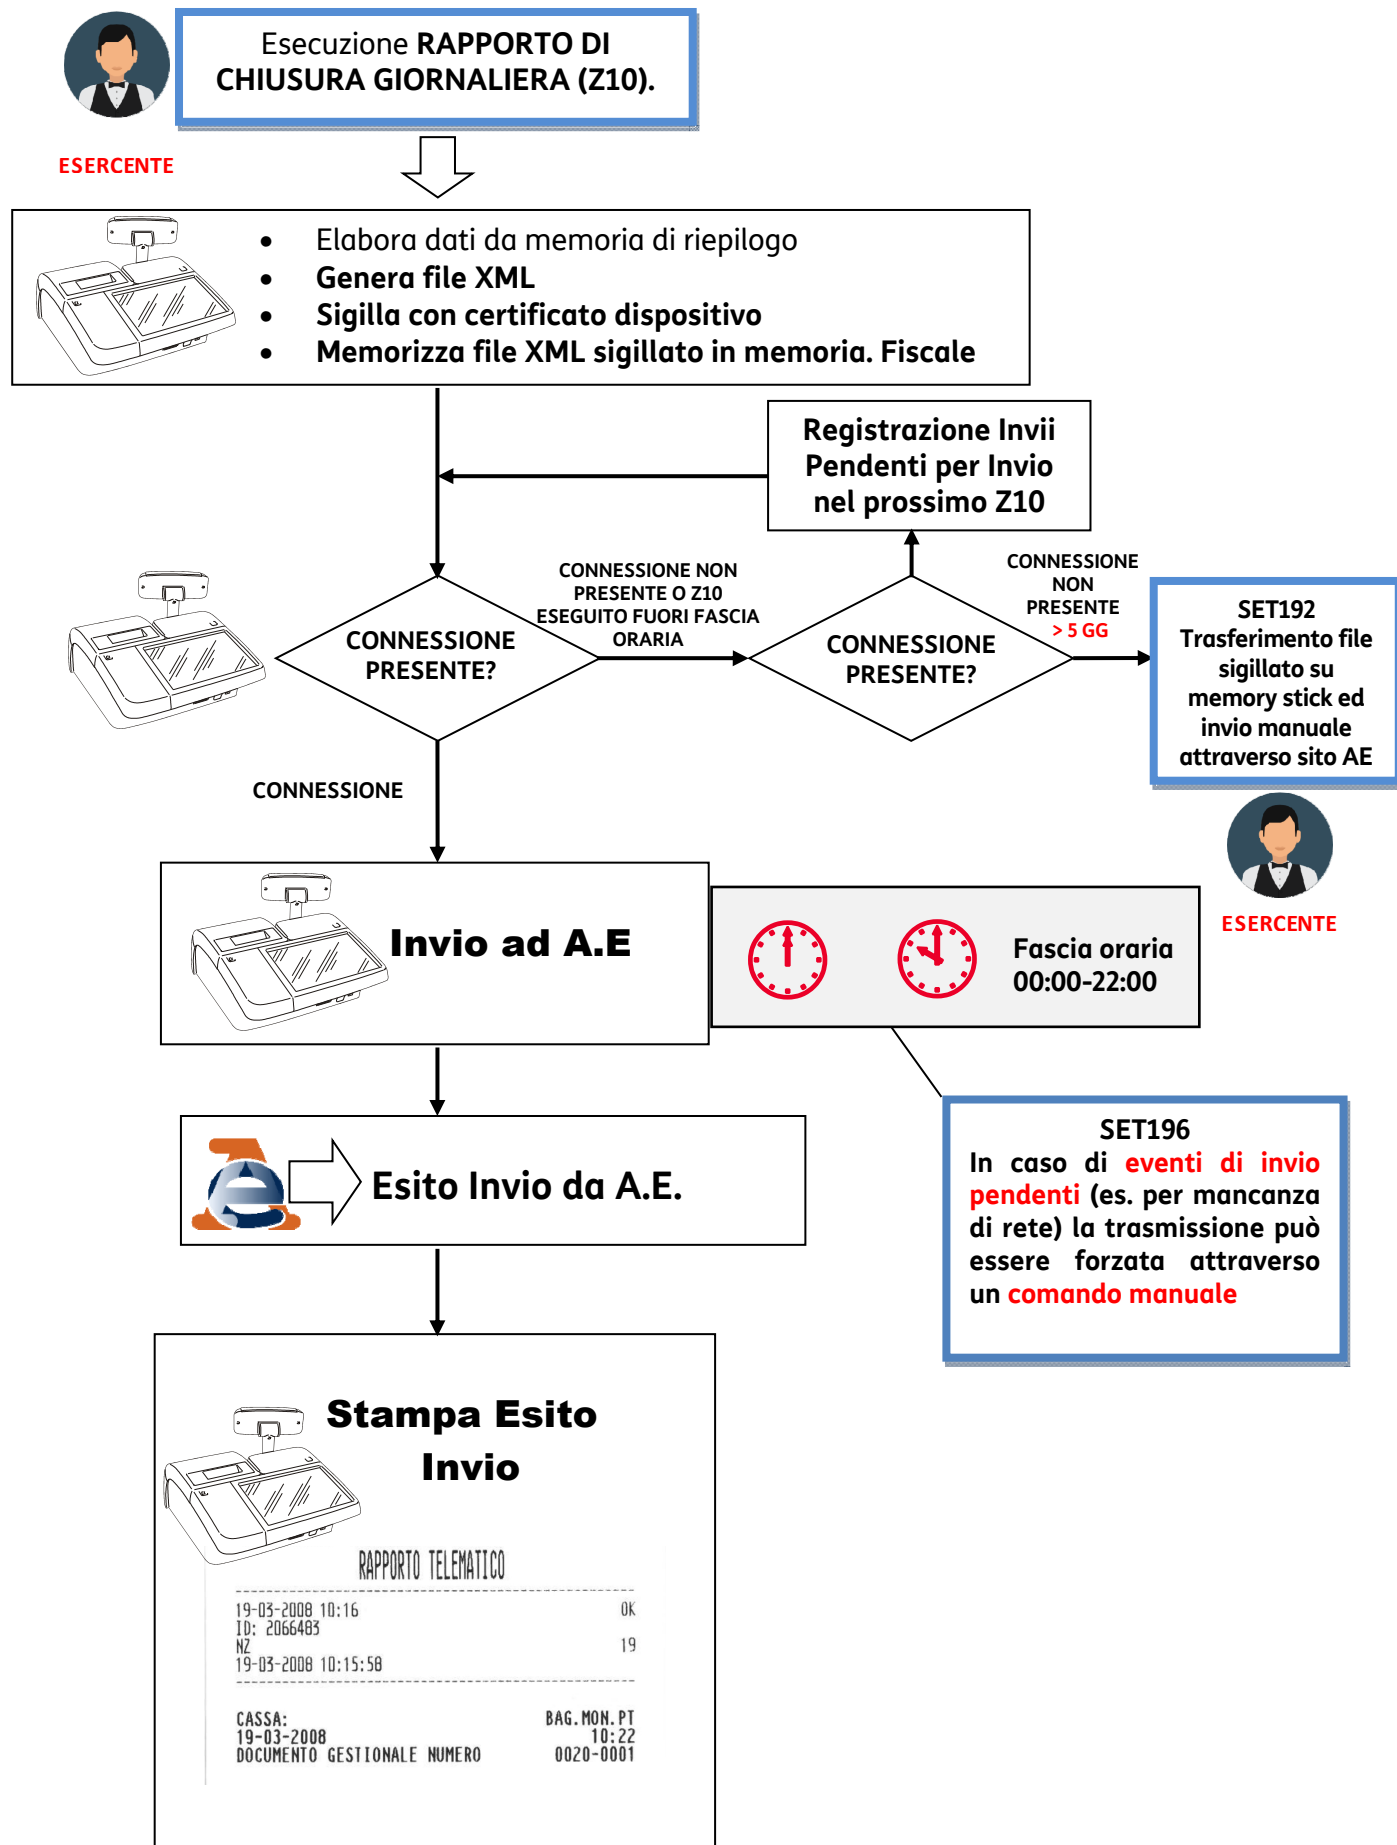 Esecuzione RAPPORTO DI
CHIUSURA GIORNALIERA (Z10).
ESERCENTE
• Elabora dati da memoria di riepilogo
• Genera file XML
• Sigilla con certificato dispositivo
• Memorizza file XML sigillato in memoria. Fiscale
Registrazione Invii
Pendenti per Invio
nel prossimo Z10
CONNESSIONE NON
PRESENTE O Z10
ESEGUITO FUORI FASCIA
ORARIA
CONNESSIONE
NON
PRESENTE
> 5 GG
CONNESSIONE
PRESENTE?
CONNESSIONE
PRESENTE?
SET192
Trasferimento file
sigillato su
memory stick ed
invio manuale
attraverso sito AE
CONNESSIONE
ESERCENTE
Invio ad A.E
Fascia oraria
00:00-22:00
Esito Invio da A.E.
SET196
In caso di eventi di invio
pendenti (es. per mancanza
di rete) la trasmissione può
essere forzata attraverso
un comando manuale
Stampa Esito
Invio
RAPPORTO TELEMATICO
19-03-2008 10:16 OK
ID: 2066483
NZ 19
19-03-2008 10:15:58
CASSA: BAG.MON.PT
19-03-2008 10:22
DOCUMENTO GESTIONALE NUMERO 0020-0001